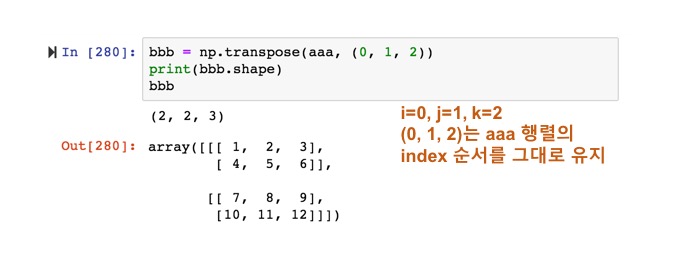 In [280]: bbb = np.transpose(aaa, (0, 1, 2))
print(bbb.shape)
bbb
(2, 2, 3)
Out[280]: array([[[ 1, 2, 3],
[ 4, 5, 6]],
[[ 7, 8, 9],
[10, 11, 12]]])
i=0, j=1, k=2
(0, 1, 2)는 aaa 행렬의
index 순서를 그대로 유지